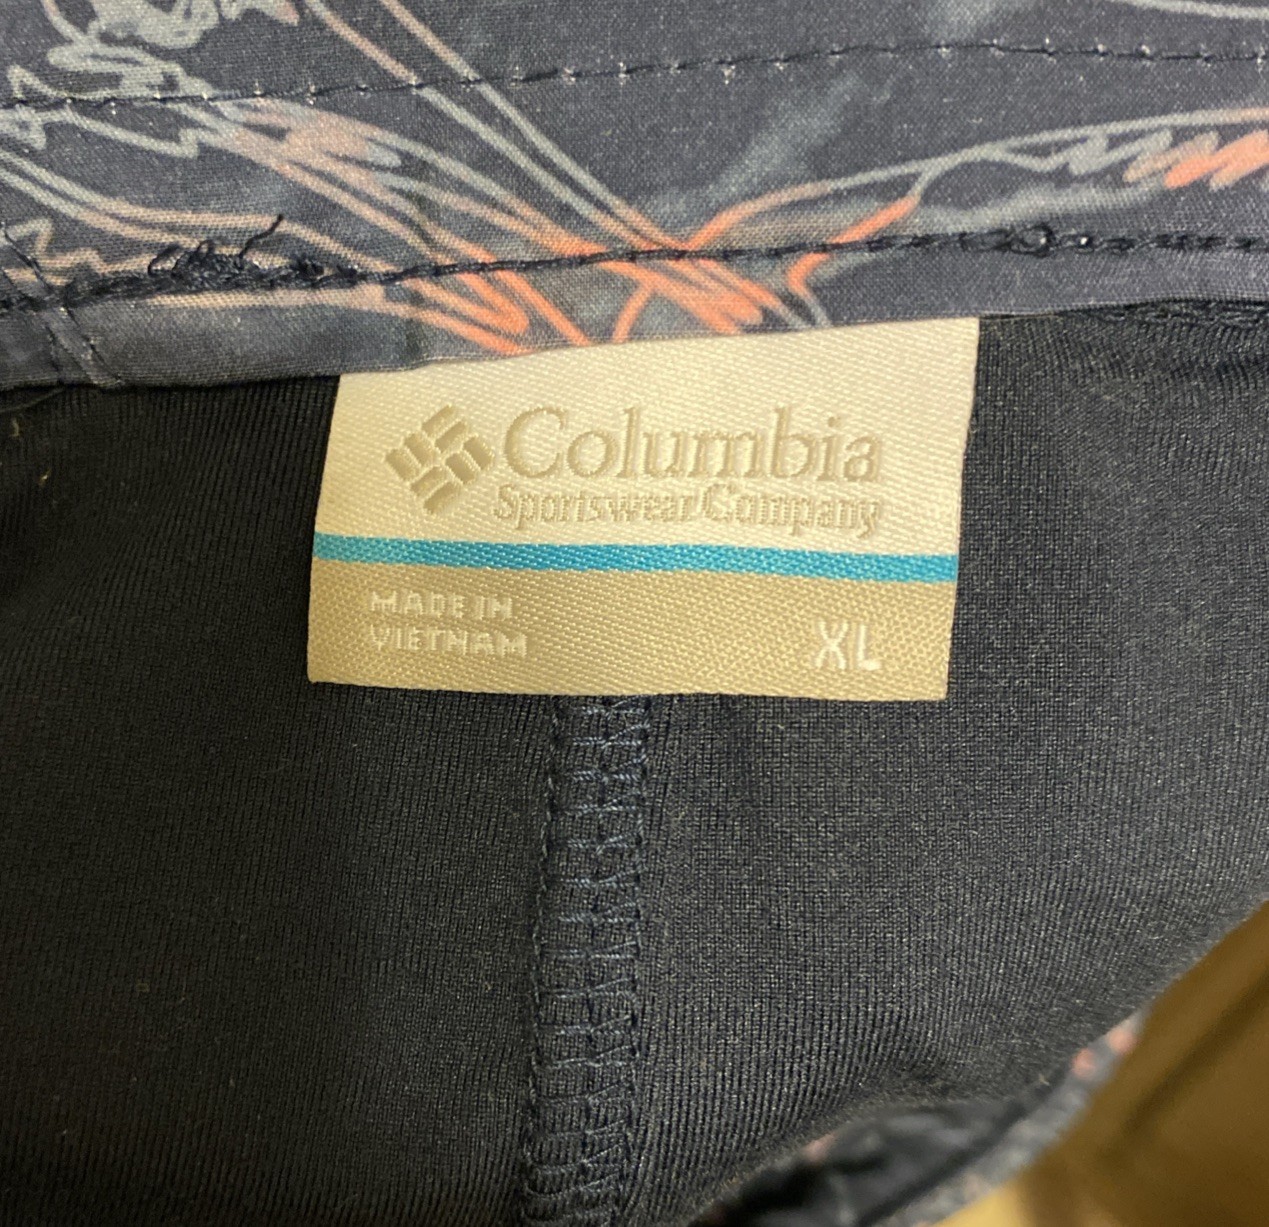 Columbia
Sportswear Company
MADE IN
VIETNAM
XL